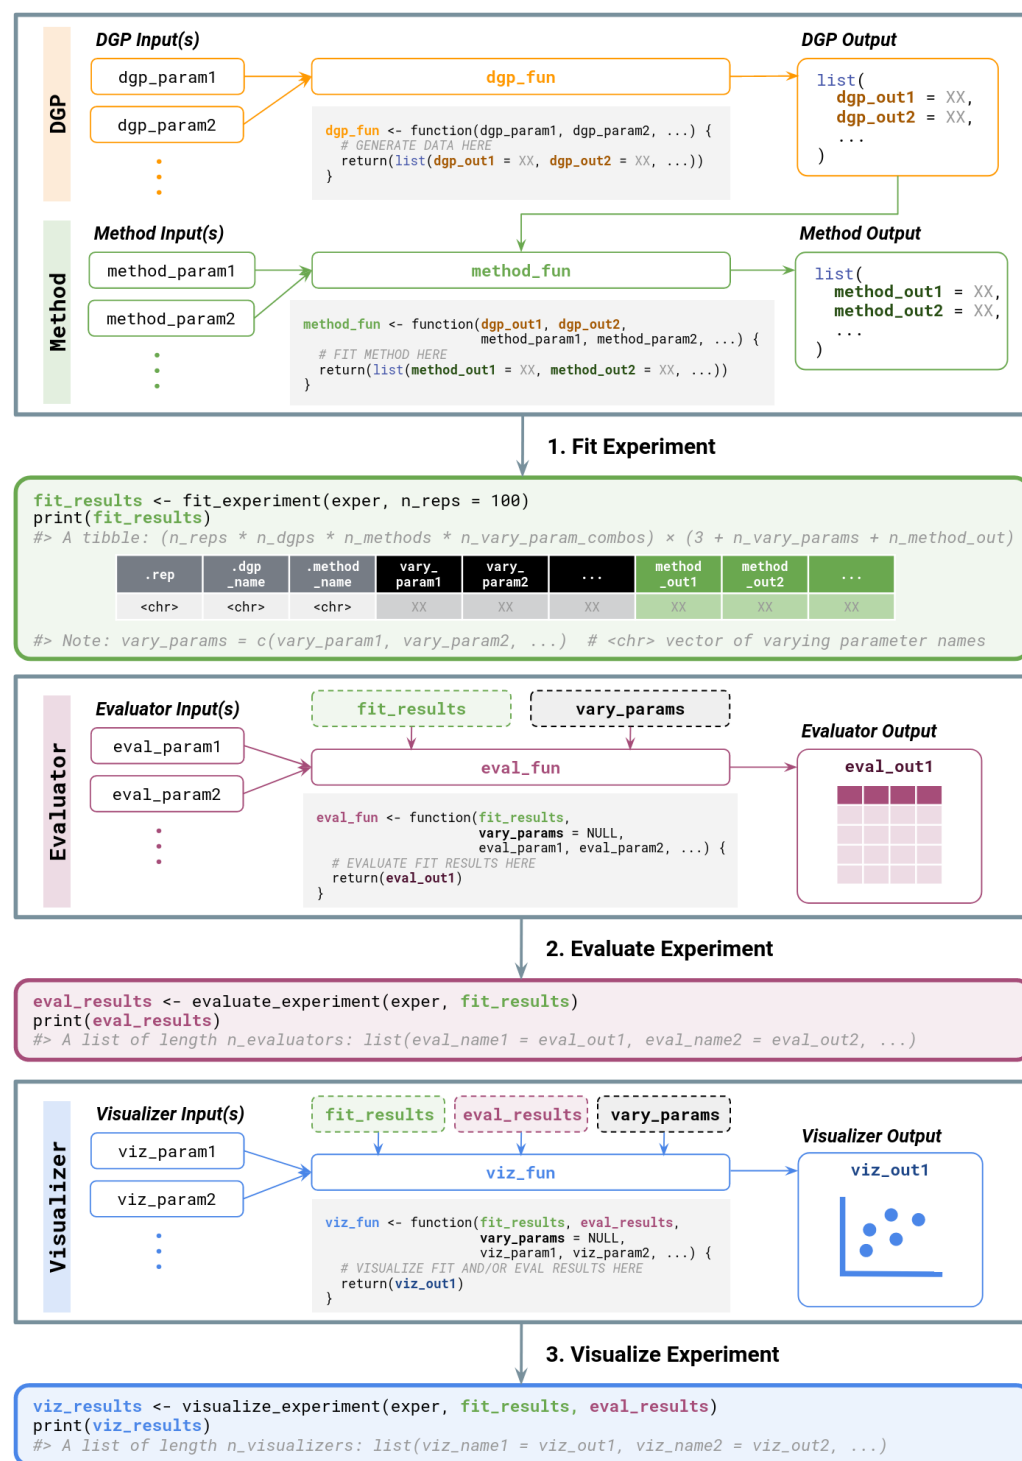 DGP
DGP Input(s)
dgp_param1
dgp_param2
dgp_fun
dgp_fun <- function(dgp_param1, dgp_param2, ...) {
# GENERATE DATA HERE
return(list(dgp_out1 = XX, dgp_out2 = XX, ...))
}
DGP Output
list(
dgp_out1 = XX,
dgp_out2 = XX,
...
)
Method
Method Input(s)
method_param1
method_param2
method_fun
method_fun <- function(dgp_out1, dgp_out2,
method_param1, method_param2, ...) {
# FIT METHOD HERE
return(list(method_out1 = XX, method_out2 = XX, ...))
}
Method Output
list(
method_out1 = XX,
method_out2 = XX,
...
)
1. Fit Experiment
fit_results <- fit_experiment(exper, n_reps = 100)
print(fit_results)
#> A tibble: (n_reps * n_dgps * n_methods * n_vary_param_combos) × (3 + n_vary_params + n_method_out)
.rep .dgp _name .method _name vary_ param1 vary_ param2 ... method _out1 method _out2 ...
<chr> <chr> <chr> XX XX XX XX XX XX
#> Note: vary_params = c(vary_param1, vary_param2, ...) # <chr> vector of varying parameter names
Evaluator
Evaluator Input(s)
eval_param1
eval_param2
fit_results
vary_params
eval_fun
eval_fun <- function(fit_results,
vary_params = NULL,
eval_param1, eval_param2, ...) {
# EVALUATE FIT RESULTS HERE
return(eval_out1)
}
Evaluator Output
eval_out1
2. Evaluate Experiment
eval_results <- evaluate_experiment(exper, fit_results)
print(eval_results)
#> A list of length n_evaluators: list(eval_name1 = eval_out1, eval_name2 = eval_out2, ...)
Visualizer
Visualizer Input(s)
viz_param1
viz_param2
fit_results
eval_results
vary_params
viz_fun
viz_fun <- function(fit_results, eval_results,
vary_params = NULL,
viz_param1, viz_param2, ...) {
# VISUALIZE FIT AND/OR EVAL RESULTS HERE
return(viz_out1)
}
Visualizer Output
viz_out1
3. Visualize Experiment
viz_results <- visualize_experiment(exper, fit_results, eval_results)
print(viz_results)
#> A list of length n_visualizers: list(viz_name1 = viz_out1, viz_name2 = viz_out2, ...)